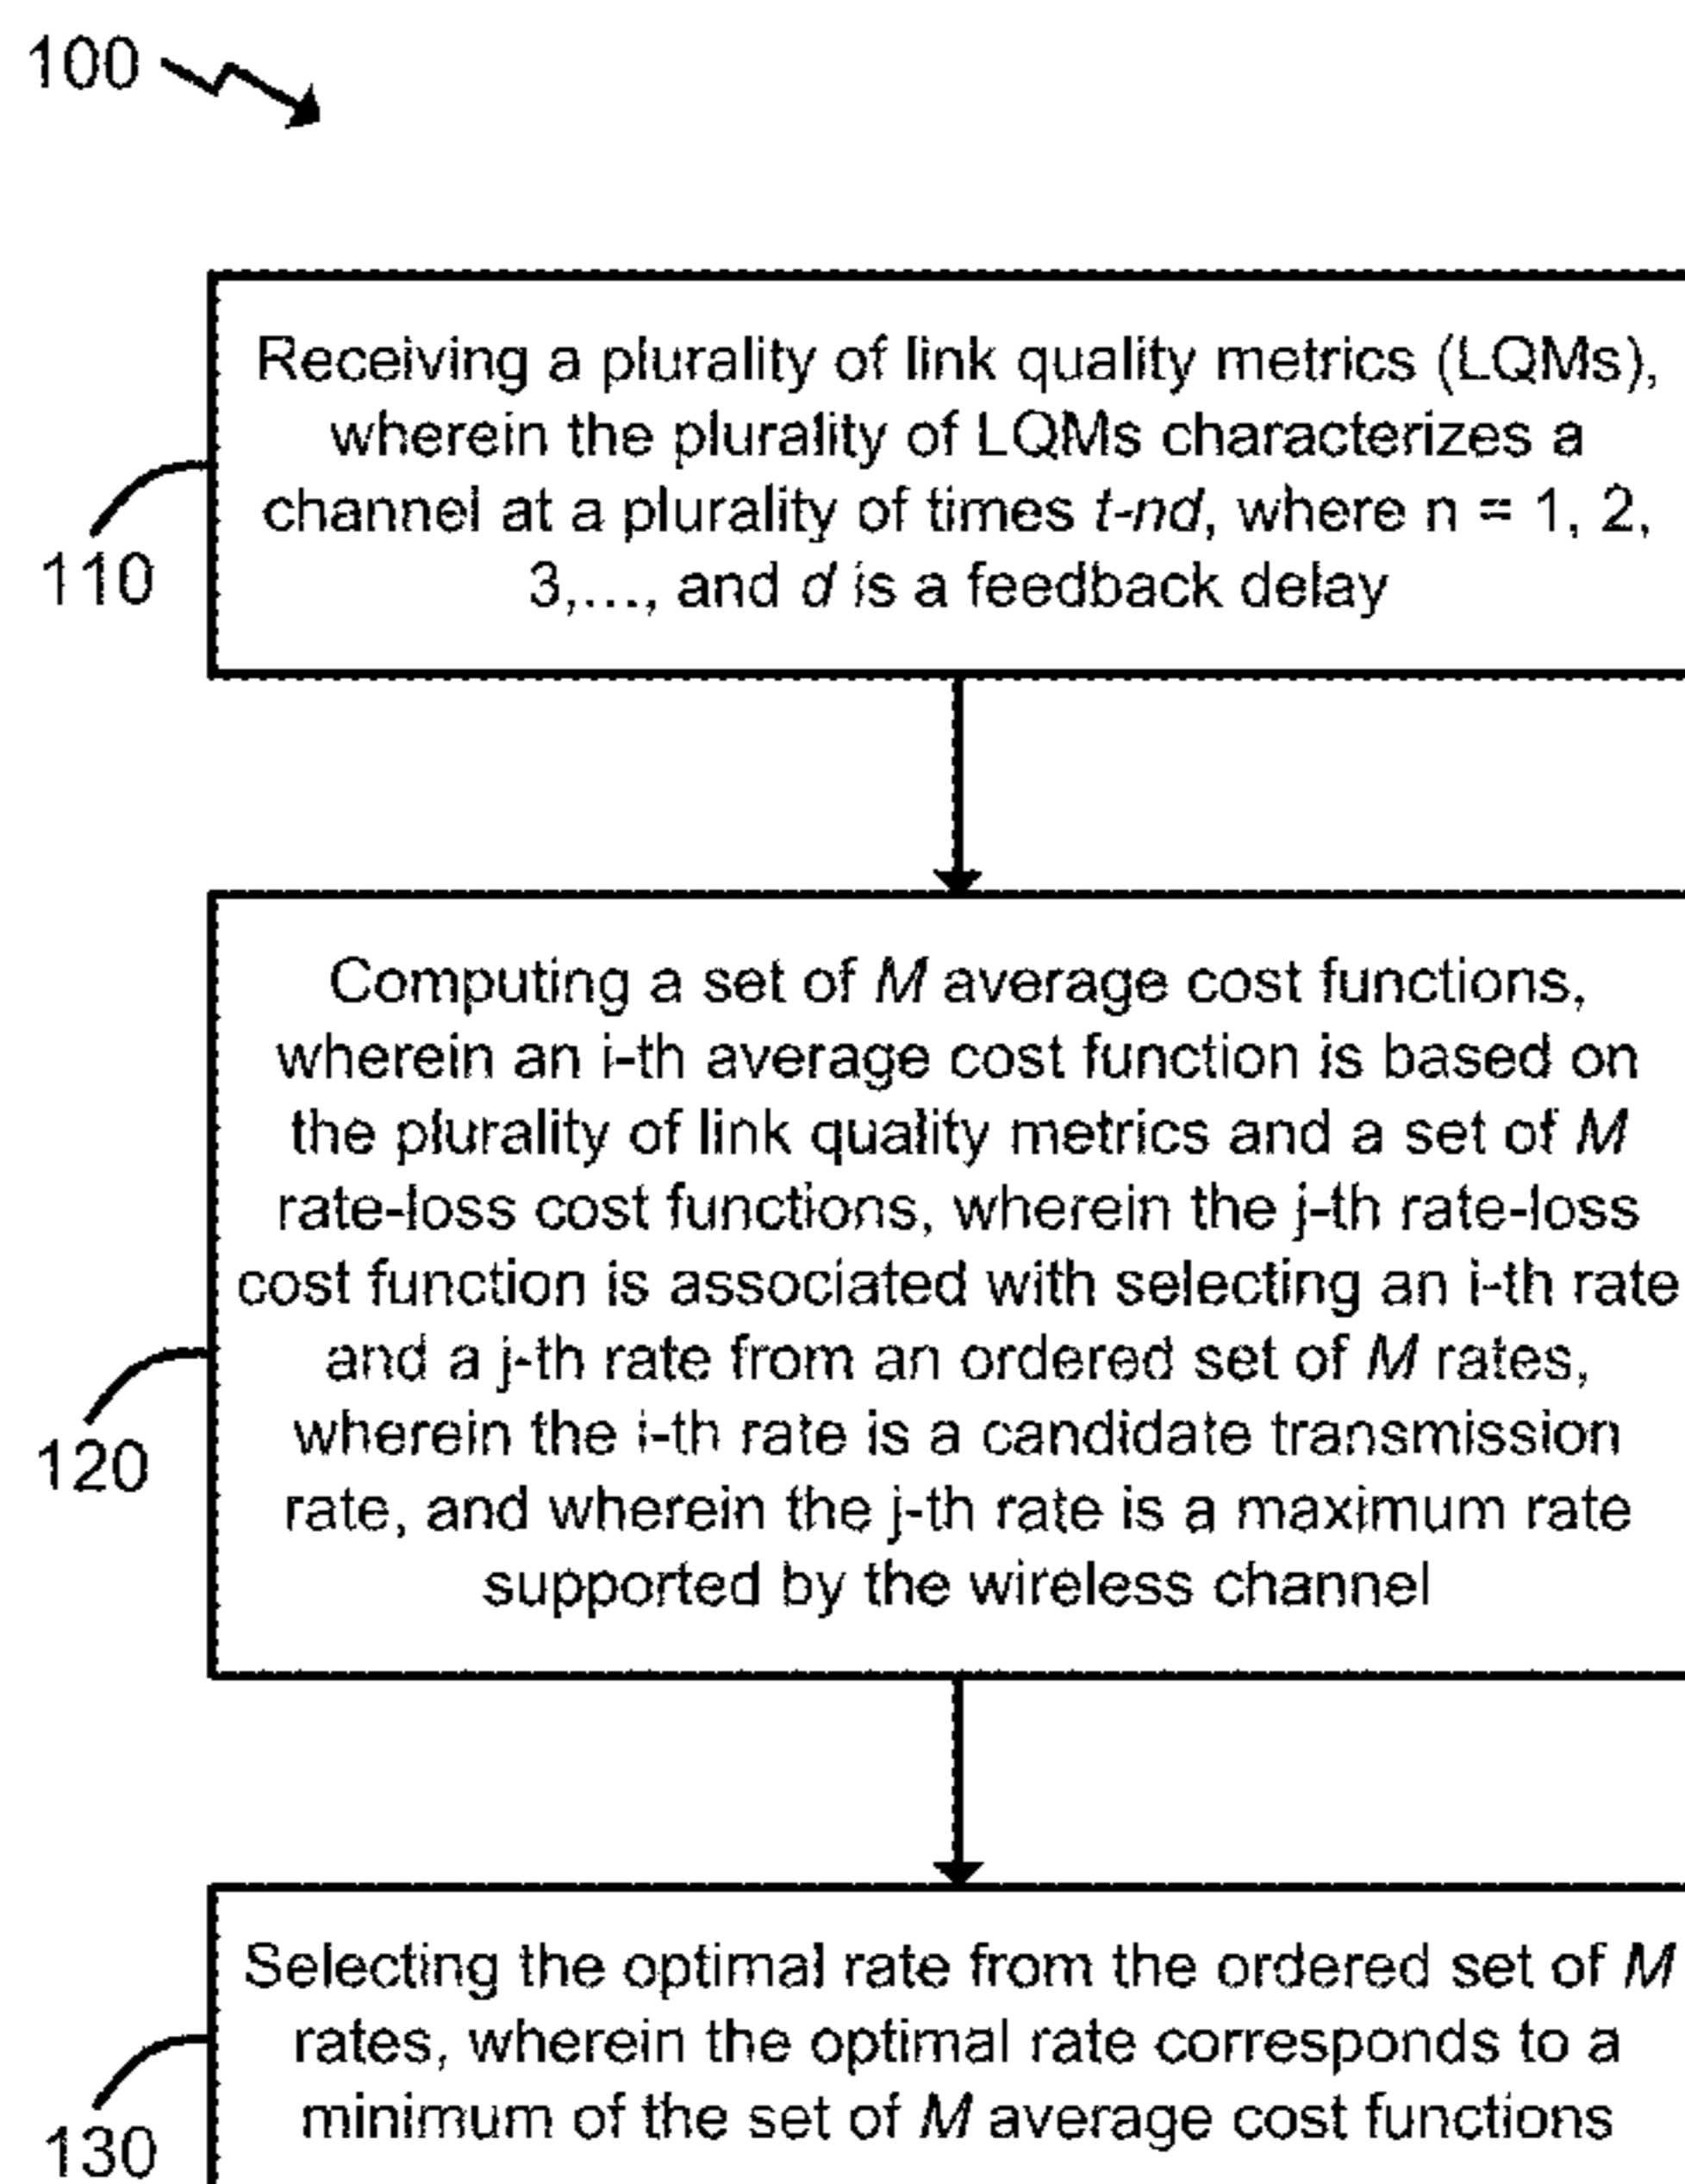 100
Receiving a plurality of link quality metrics (LQMs),
wherein the plurality of LQMs characterizes a
channel at a plurality of times t-nd, where n = 1, 2,
3,…, and d is a feedback delay
110
Computing a set of M average cost functions,
wherein an i-th average cost function is based on
the plurality of link quality metrics and a set of M
rate-loss cost functions, wherein the j-th rate-loss
cost function is associated with selecting an i-th rate
and a j-th rate from an ordered set of M rates,
wherein the i-th rate is a candidate transmission
rate, and wherein the j-th rate is a maximum rate
supported by the wireless channel
120
Selecting the optimal rate from the ordered set of M
rates, wherein the optimal rate corresponds to a
minimum of the set of M average cost functions
130